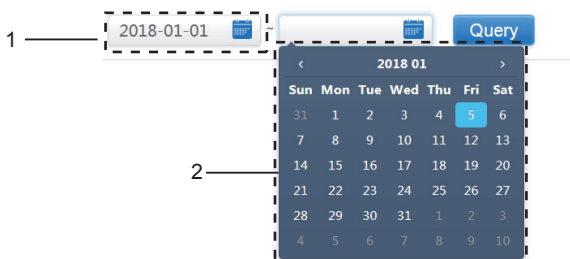 1 2018-01-01 ~ Query
‹ 2018 01 ›
Sun Mon Tue Wed Thu Fri Sat
31 1 2 3 4 5 6
7 8 9 10 11 12 13
2 14 15 16 17 18 19 20
21 22 23 24 25 26 27
28 29 30 31 1 2 3
4 5 6 7 8 9 10